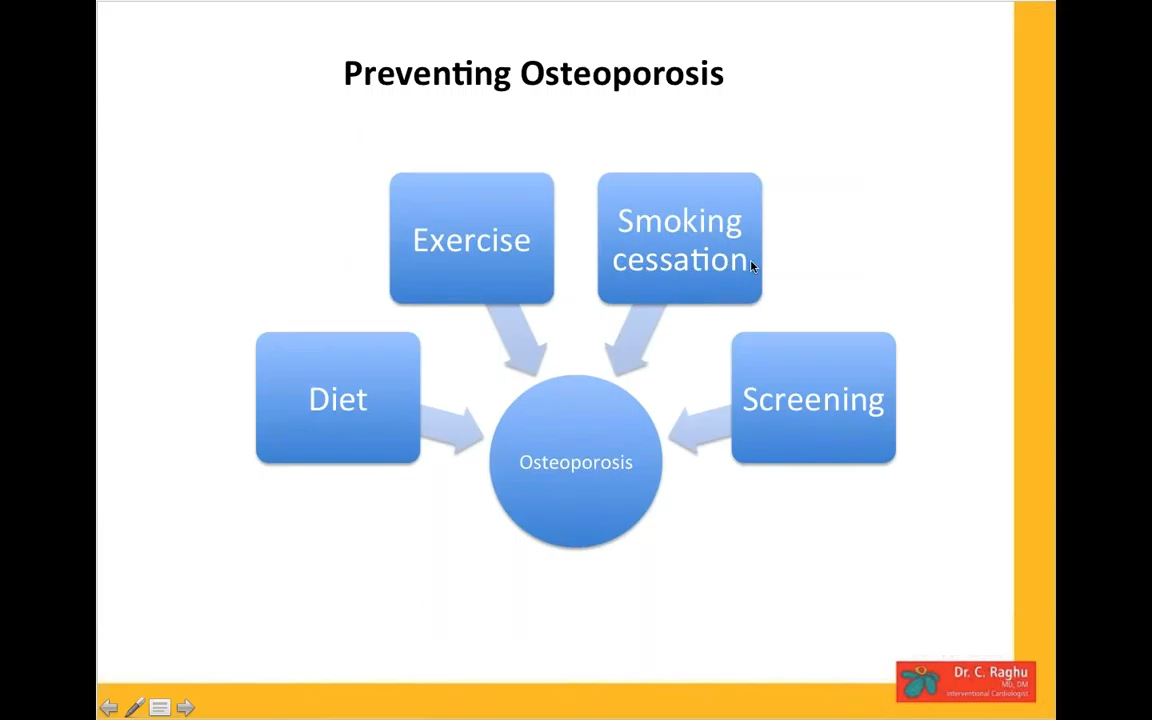 Preventing Osteoporosis
Exercise
Smoking
cessation
Diet
Screening
Osteoporosis
Dr. C. Raghu
MD, DM
Interventional Cardiologist